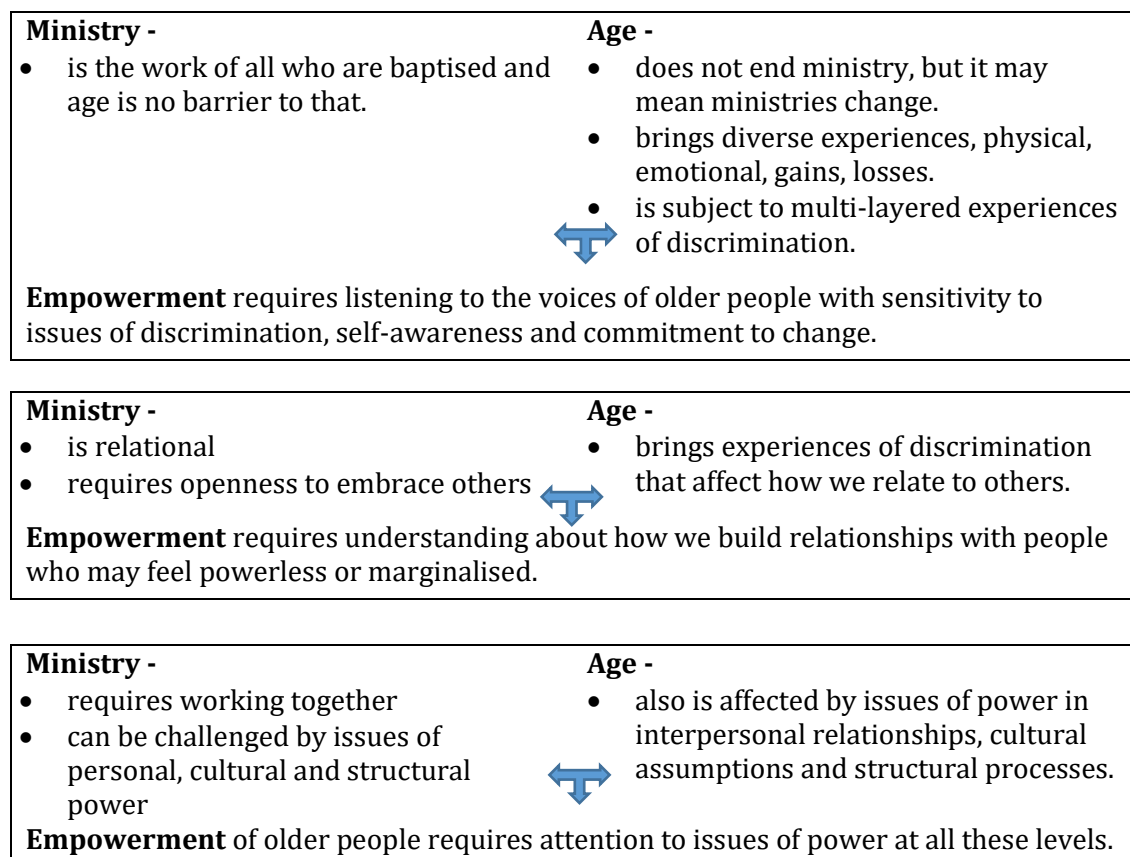 Ministry -
• is the work of all who are baptised and
age is no barrier to that.
Age -
• does not end ministry, but it may
mean ministries change.
• brings diverse experiences, physical,
emotional, gains, losses.
• is subject to multi-layered experiences
of discrimination.
Empowerment requires listening to the voices of older people with sensitivity to
issues of discrimination, self-awareness and commitment to change.
Ministry -
• is relational
• requires openness to embrace others
Age -
• brings experiences of discrimination
that affect how we relate to others.
Empowerment requires understanding about how we build relationships with people
who may feel powerless or marginalised.
Ministry -
• requires working together
• can be challenged by issues of
personal, cultural and structural
power
Age -
• also is affected by issues of power in
interpersonal relationships, cultural
assumptions and structural processes.
Empowerment of older people requires attention to issues of power at all these levels.